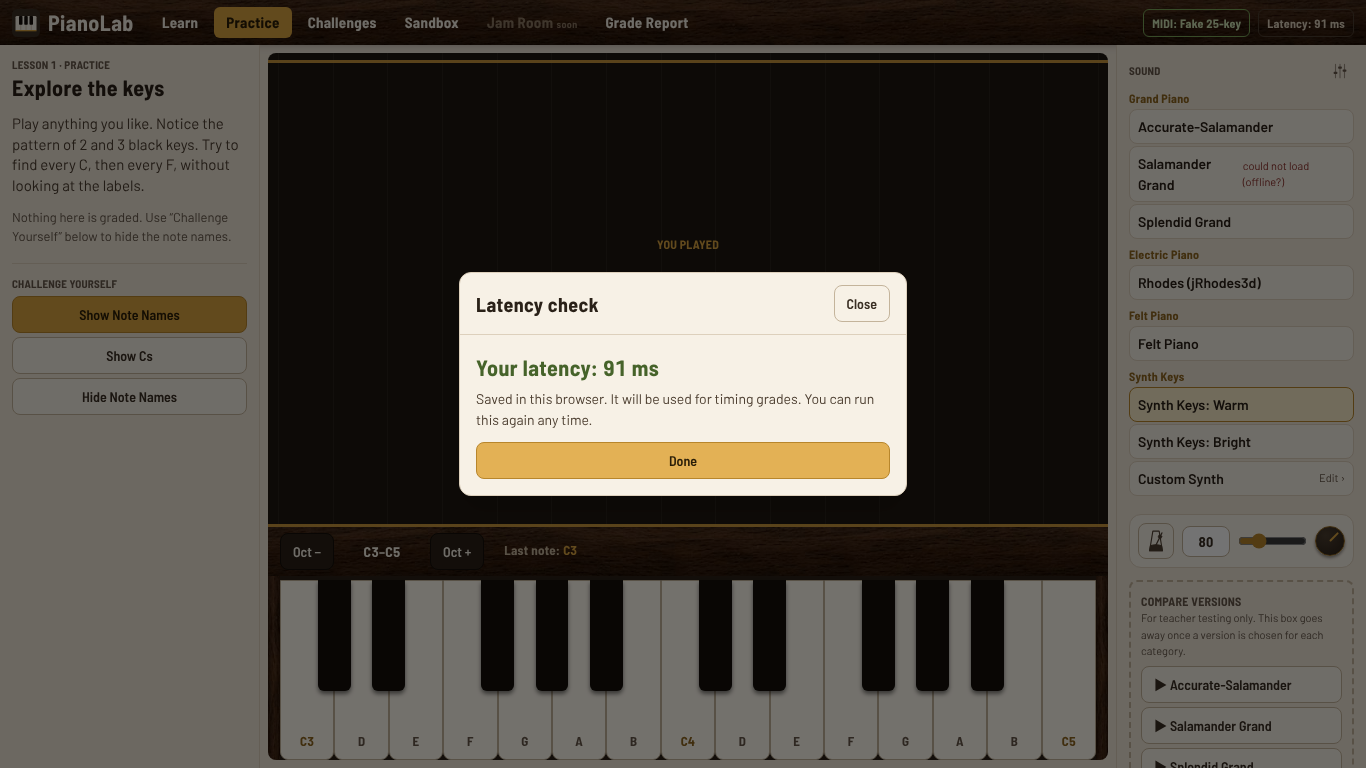 PianoLab
Learn
Practice
Challenges
Sandbox
Jam Room soon
Grade Report
MIDI: Fake 25-key
Latency: 91 ms
LESSON 1 · PRACTICE
Explore the keys
Play anything you like. Notice the
pattern of 2 and 3 black keys. Try to
find every C, then every F, without
looking at the labels.
Nothing here is graded. Use "Challenge
Yourself" below to hide the note names.
CHALLENGE YOURSELF
Show Note Names
Show Cs
Hide Note Names
YOU PLAYED
Latency check
Close
Your latency: 91 ms
Saved in this browser. It will be used for timing grades. You can run
this again any time.
Done
Oct −
C3–C5
Oct +
Last note: C3
C3
D
E
F
G
A
B
C4
D
E
F
G
A
B
C5
SOUND
Grand Piano
Accurate-Salamander
Salamander
Grand
could not load
(offline?)
Splendid Grand
Electric Piano
Rhodes (jRhodes3d)
Felt Piano
Felt Piano
Synth Keys
Synth Keys: Warm
Synth Keys: Bright
Custom Synth
Edit ›
80
COMPARE VERSIONS
For teacher testing only. This box goes
away once a version is chosen for each
category.
▶ Accurate-Salamander
▶ Salamander Grand
▶ Splendid Grand